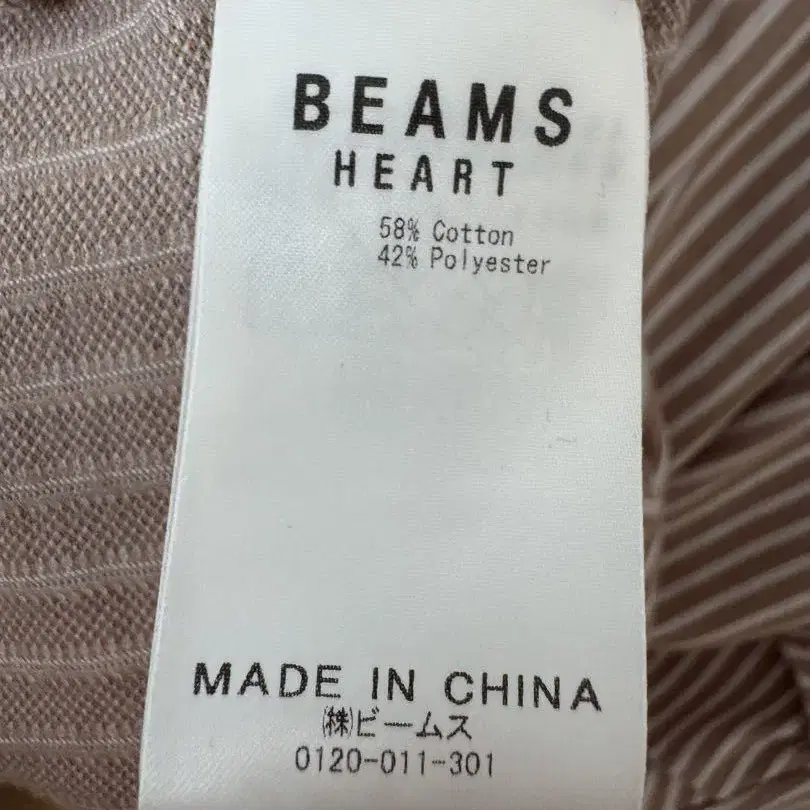 BEAMS
HEART
58% Cotton
42% Polyester
MADE IN CHINA
㈱ビームス
0120-011-301